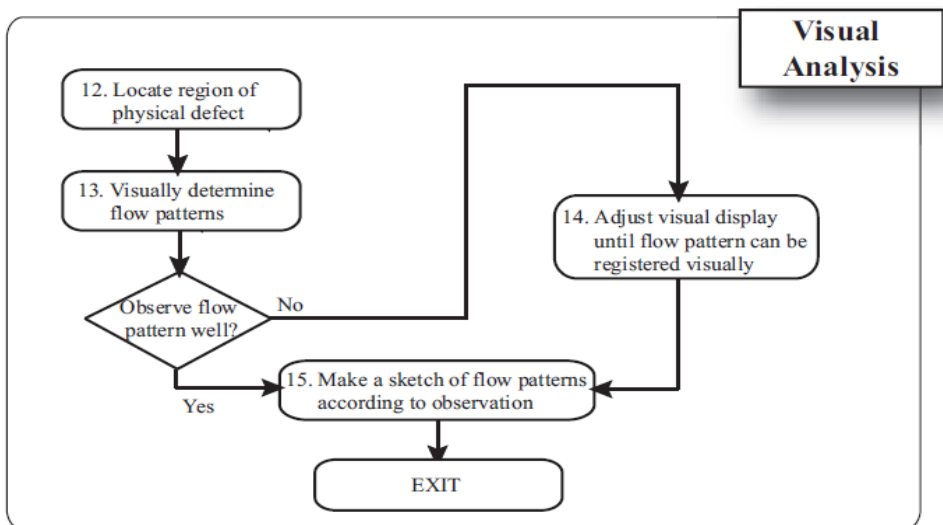 Visual
Analysis
12. Locate region of
physical defect
13. Visually determine
flow patterns
Observe flow
pattern well?
No
14. Adjust visual display
until flow pattern can be
registered visually
Yes
15. Make a sketch of flow patterns
according to observation
EXIT